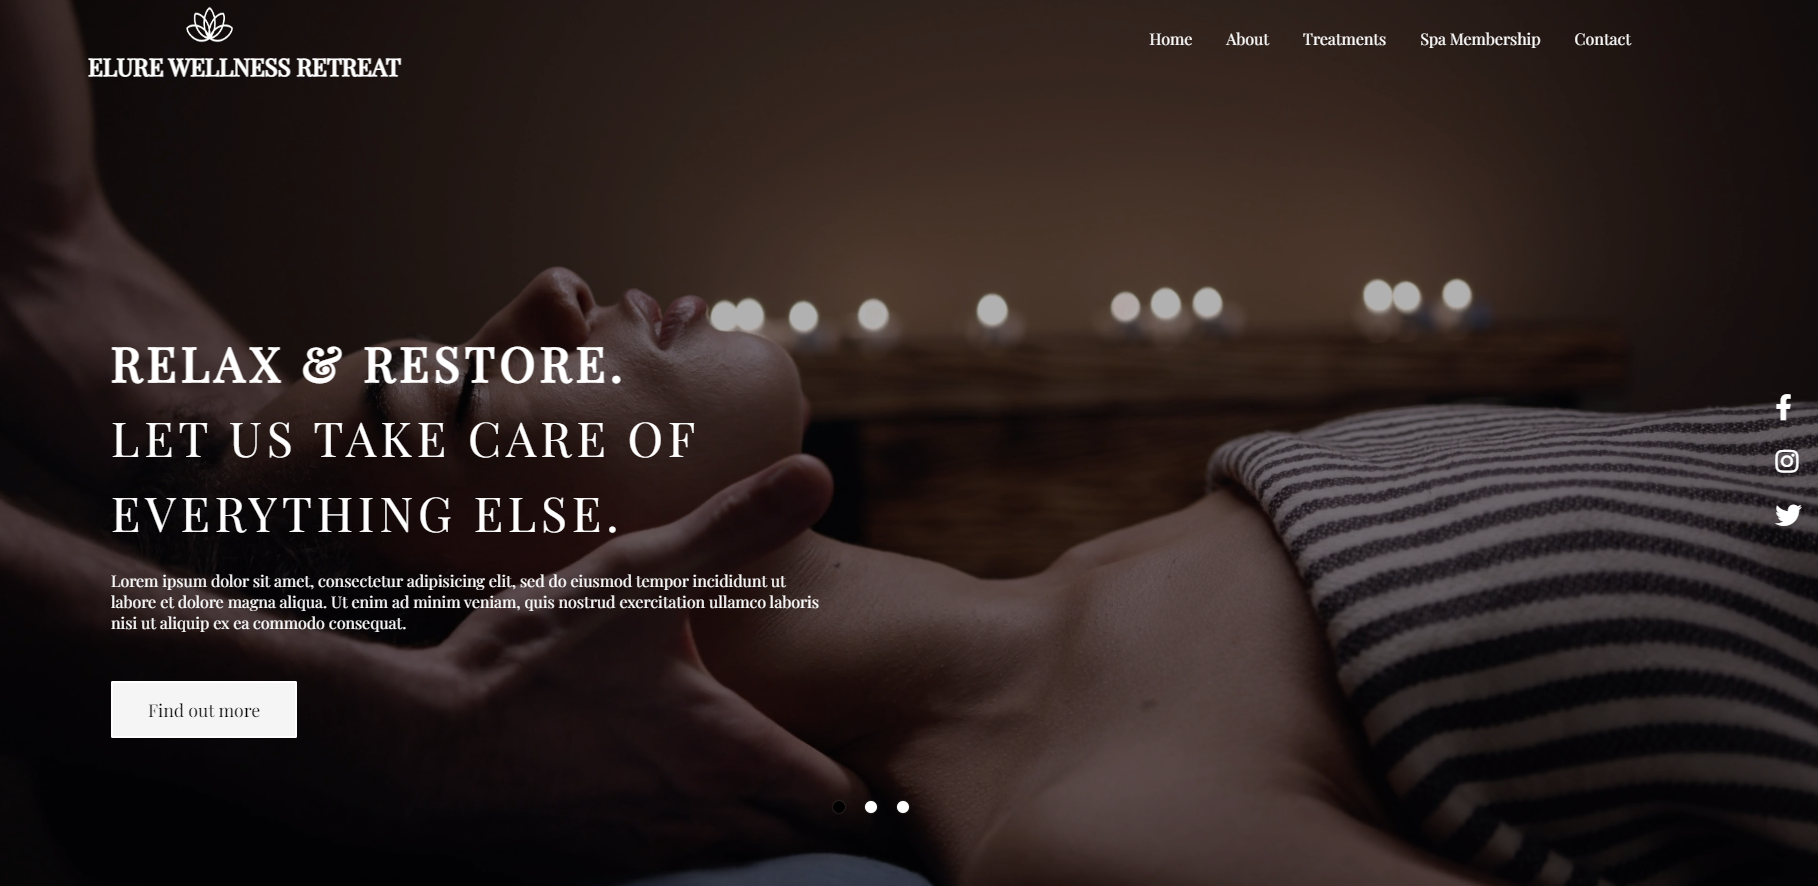 ELURE WELLNESS RETREAT
Home About Treatments Spa Membership Contact
RELAX & RESTORE.
LET US TAKE CARE OF
EVERYTHING ELSE.
Lorem ipsum dolor sit amet, consectetur adipisicing elit, sed do eiusmod tempor incididunt ut
labore et dolore magna aliqua. Ut enim ad minim veniam, quis nostrud exercitation ullamco laboris
nisi ut aliquip ex ea commodo consequat.
Find out more